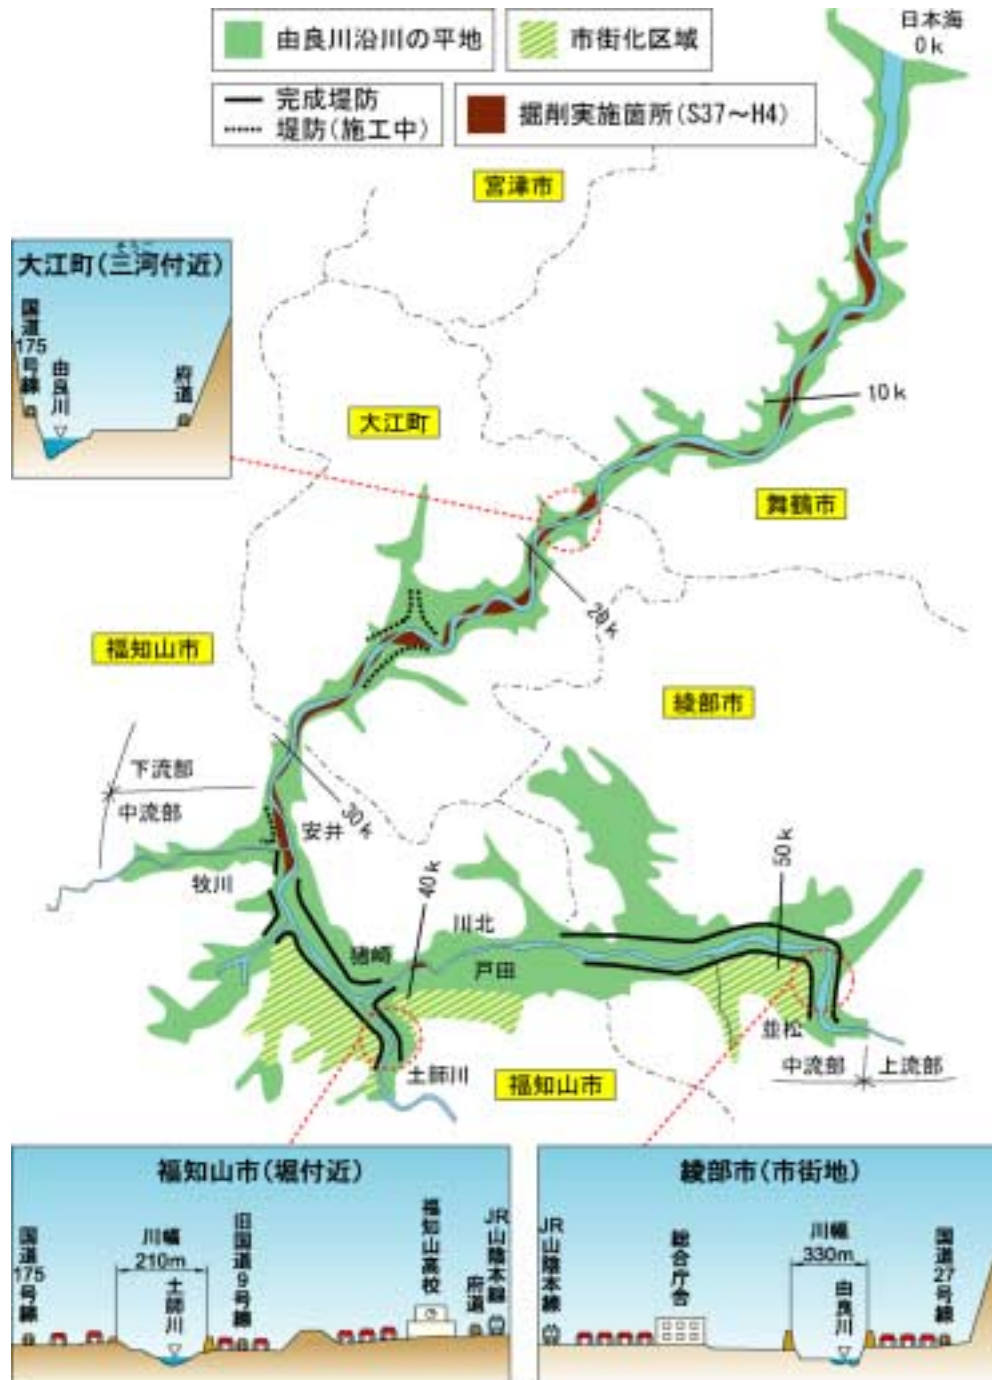 由良川沿川の平地
市街化区域
完成堤防
堤防(施工中)
掘削実施箇所(S37～H4)
日本海
0k
宮津市
大江町(三河付近)
そうご
国道175号線
由良川
府道
10k
大江町
舞鶴市
20k
福知山市
綾部市
下流部
中流部
30k
安井
牧川
40k
50k
川北
猪崎
戸田
土師川
並松
中流部
上流部
福知山市
福知山市(堀付近)
国道175号線
川幅
210m
土師川
旧国道9号線
福知山高校
府道
JR山陰本線
綾部市(市街地)
JR山陰本線
総合庁舎
川幅
330m
由良川
国道27号線